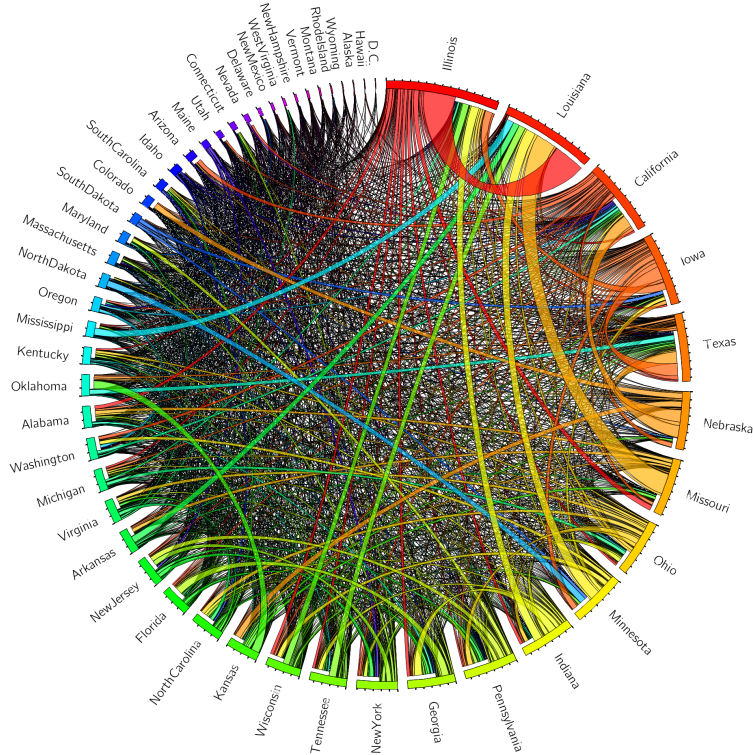 Illinois
Louisiana
California
Iowa
Texas
Nebraska
Missouri
Ohio
Minnesota
Indiana
Pennsylvania
Georgia
NewYork
Tennessee
Wisconsin
Kansas
NorthCarolina
Florida
NewJersey
Arkansas
Virginia
Michigan
Washington
Alabama
Oklahoma
Kentucky
Mississippi
Oregon
NorthDakota
Massachusetts
Maryland
SouthDakota
Colorado
SouthCarolina
Idaho
Arizona
Maine
Utah
Connecticut
Nevada
Delaware
NewMexico
WestVirginia
NewHampshire
Vermont
Montana
RhodeIsland
Wyoming
Alaska
Hawaii
D.C.